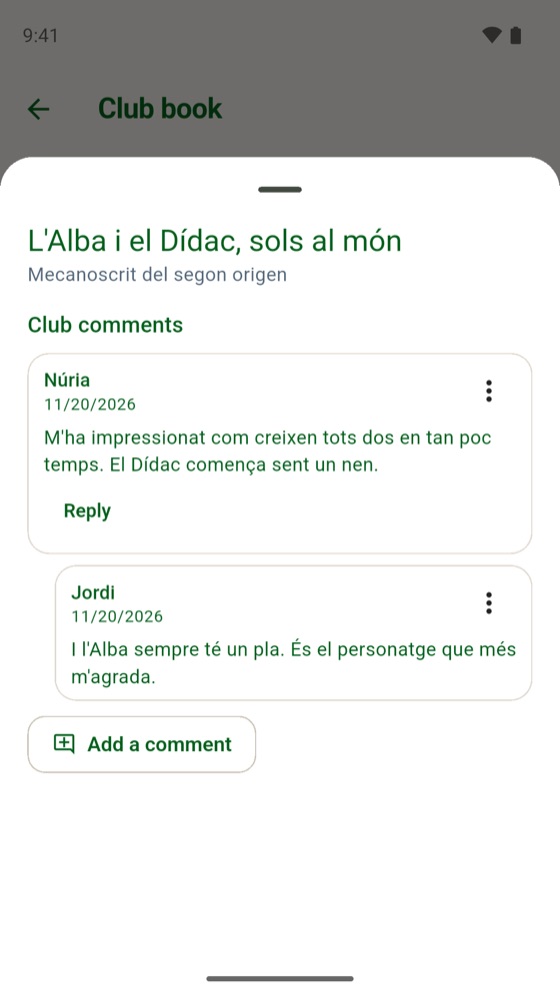 9:41
Club book
L'Alba i el Dídac, sols al món
Mecanoscrit del segon origen
Club comments
Núria
11/20/2026
M'ha impressionat com creixen tots dos en tan poc
temps. El Dídac comença sent un nen.
Reply
Jordi
11/20/2026
I l'Alba sempre té un pla. És el personatge que més
m'agrada.
Add a comment